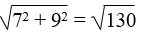 √(7² + 9²) = √130